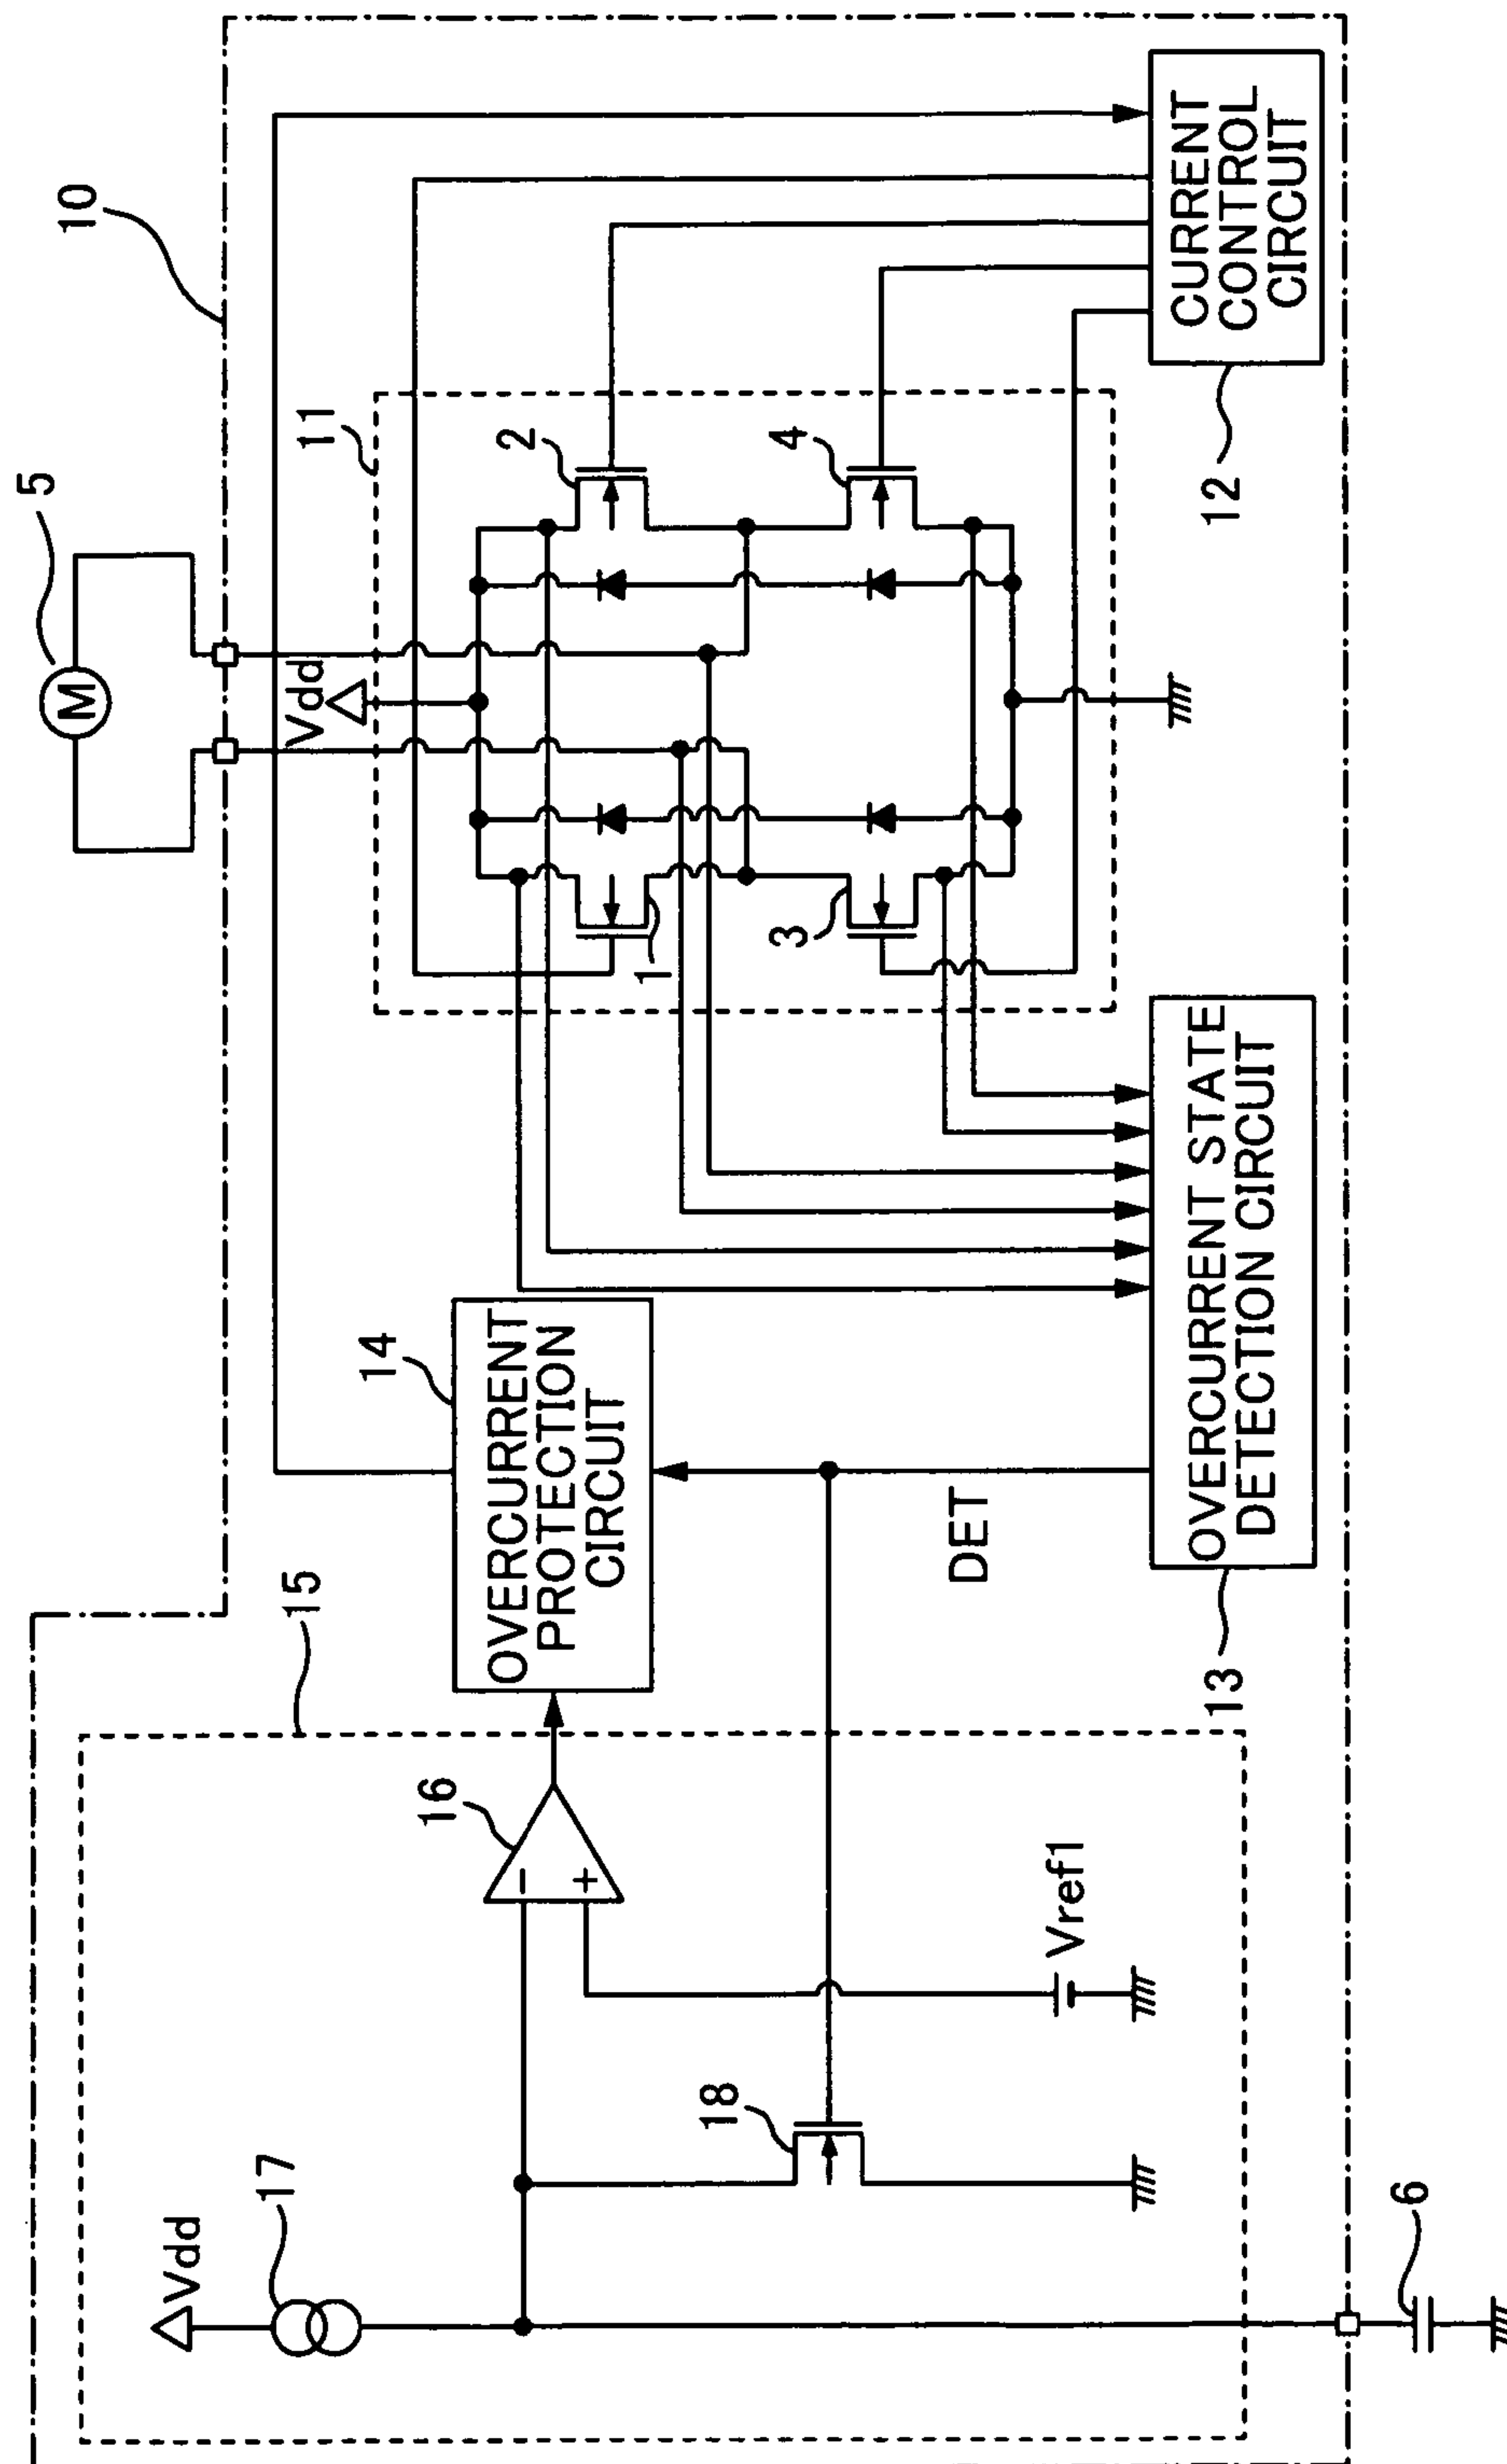 10
5
M
Vdd
11
2
4
1
3
CURRENT
CONTROL
CIRCUIT
12
14
OVERCURRENT
PROTECTION
CIRCUIT
DET
OVERCURRENT STATE
DETECTION CIRCUIT
13
15
16
−
+
Vref1
18
17
Vdd
6